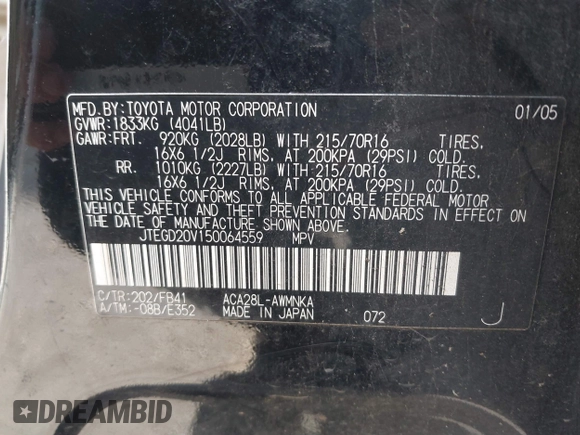 MFD.BY:TOYOTA MOTOR CORPORATION 01/05
GVWR:1833KG (4041LB)
GAWR:FRT. 920KG (2028LB) WITH 215/70R16 TIRES,
16X6 1/2J RIMS, AT 200KPA (29PSI) COLD.
RR. 1010KG (2227LB) WITH 215/70R16 TIRES,
16X6 1/2J RIMS, AT 200KPA (29PSI) COLD.
THIS VEHICLE CONFORMS TO ALL APPLICABLE FEDERAL MOTOR
VEHICLE SAFETY AND THEFT PREVENTION STANDARDS IN EFFECT
ON THE DATE OF MANUFACTURE SHOWN ABOVE.
JTEGD20V150064559 MPV
C/TR:202/FB41 ACA28L-AWMNKA
A/TM:-08B/E352 MADE IN JAPAN 072 J
DREAMBID